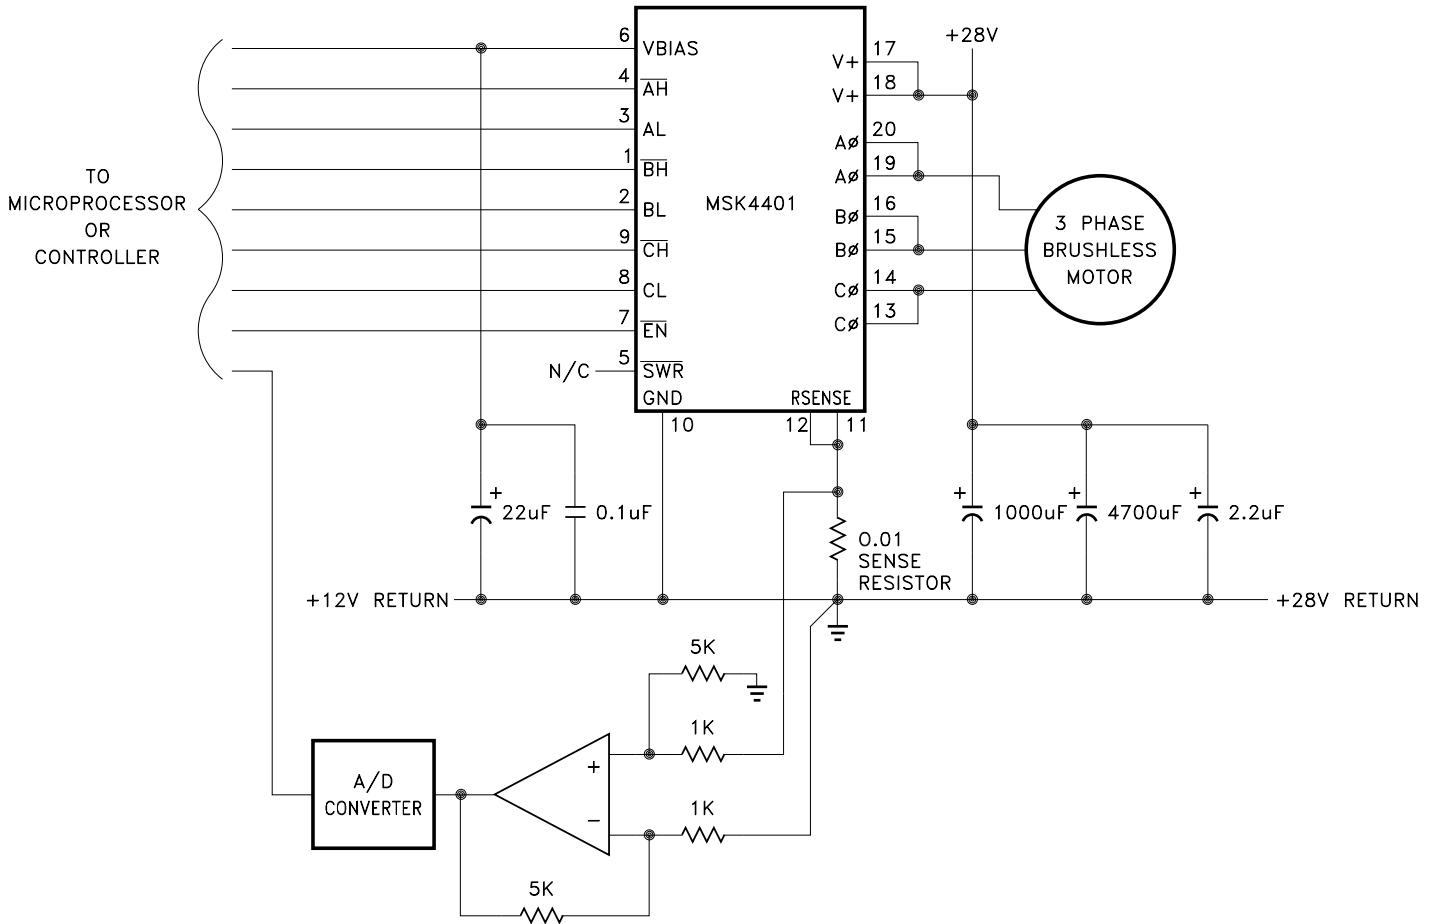 TO
MICROPROCESSOR
OR
CONTROLLER
6
VBIAS
4
AH
3
AL
1
BH
2
BL
9
CH
8
CL
7
EN
N/C
5
SWR
GND
10
RSENSE
12
11
MSK4401
V+
17
V+
18
AØ
20
AØ
19
BØ
16
BØ
15
CØ
14
CØ
13
+28V
3 PHASE
BRUSHLESS
MOTOR
+
22uF
0.1uF
0.01
SENSE
RESISTOR
+
1000uF
+
4700uF
+
2.2uF
+12V RETURN
+28V RETURN
5K
1K
1K
5K
+
−
A/D
CONVERTER